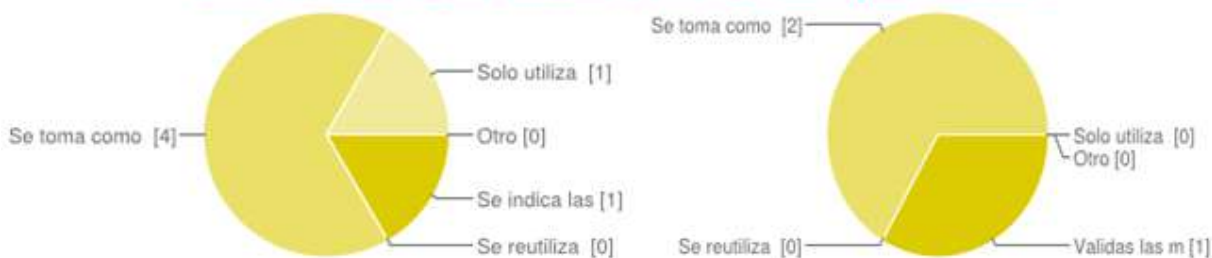 Solo utiliza [1]
Se toma como [4]
Otro [0]
Se indica las [1]
Se reutiliza [0]
Se toma como [2]
Solo utiliza [0]
Otro [0]
Se reutiliza [0]
Validas las m [1]